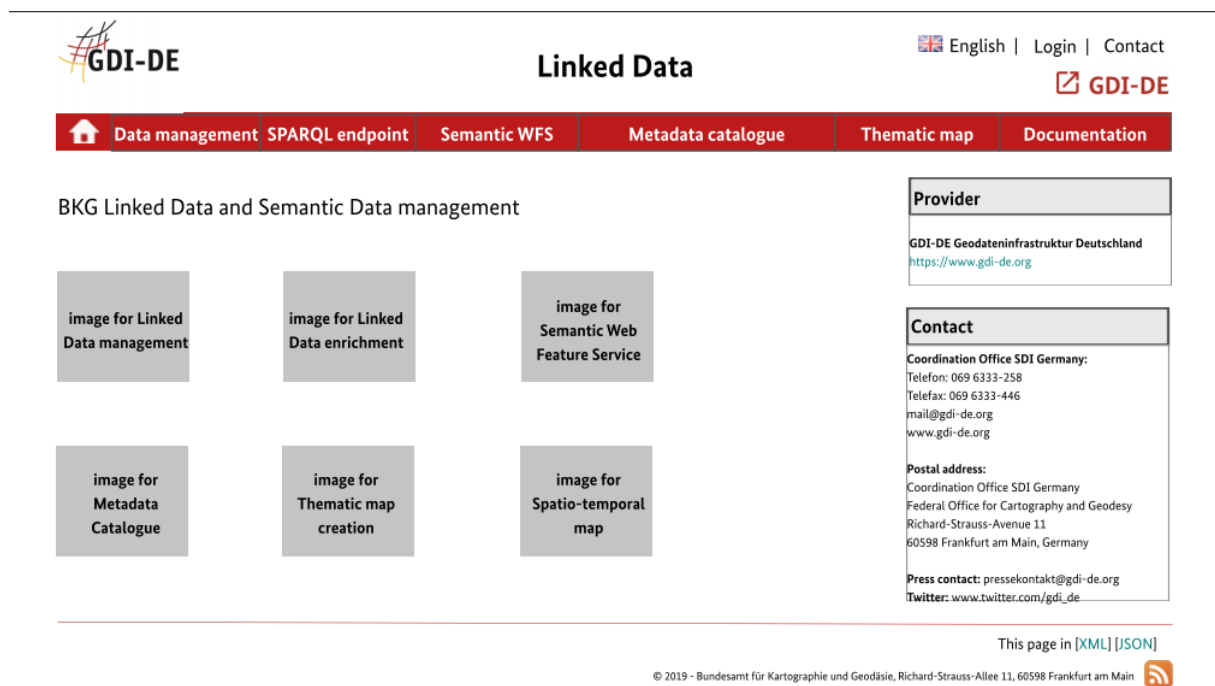 GDI-DE
Linked Data
English | Login | Contact
GDI-DE
Data management SPARQL endpoint Semantic WFS Metadata catalogue Thematic map Documentation
BKG Linked Data and Semantic Data management
image for Linked
Data management
image for Linked
Data enrichment
image for
Semantic Web
Feature Service
image for
Metadata
Catalogue
image for
Thematic map
creation
image for
Spatio-temporal
map
Provider
GDI-DE Geodateninfrastruktur Deutschland
https://www.gdi-de.org
Contact
Coordination Office SDI Germany:
Telefon: 069 6333-258
Telefax: 069 6333-446
mail@gdi-de.org
www.gdi-de.org
Postal address:
Coordination Office SDI Germany
Federal Office for Cartography and Geodesy
Richard-Strauss-Avenue 11
60598 Frankfurt am Main, Germany
Press contact: pressekontakt@gdi-de.org
Twitter: www.twitter.com/gdi_de
This page in [XML] [JSON]
© 2019 - Bundesamt für Kartographie und Geodäsie, Richard-Strauss-Allee 11, 60598 Frankfurt am Main